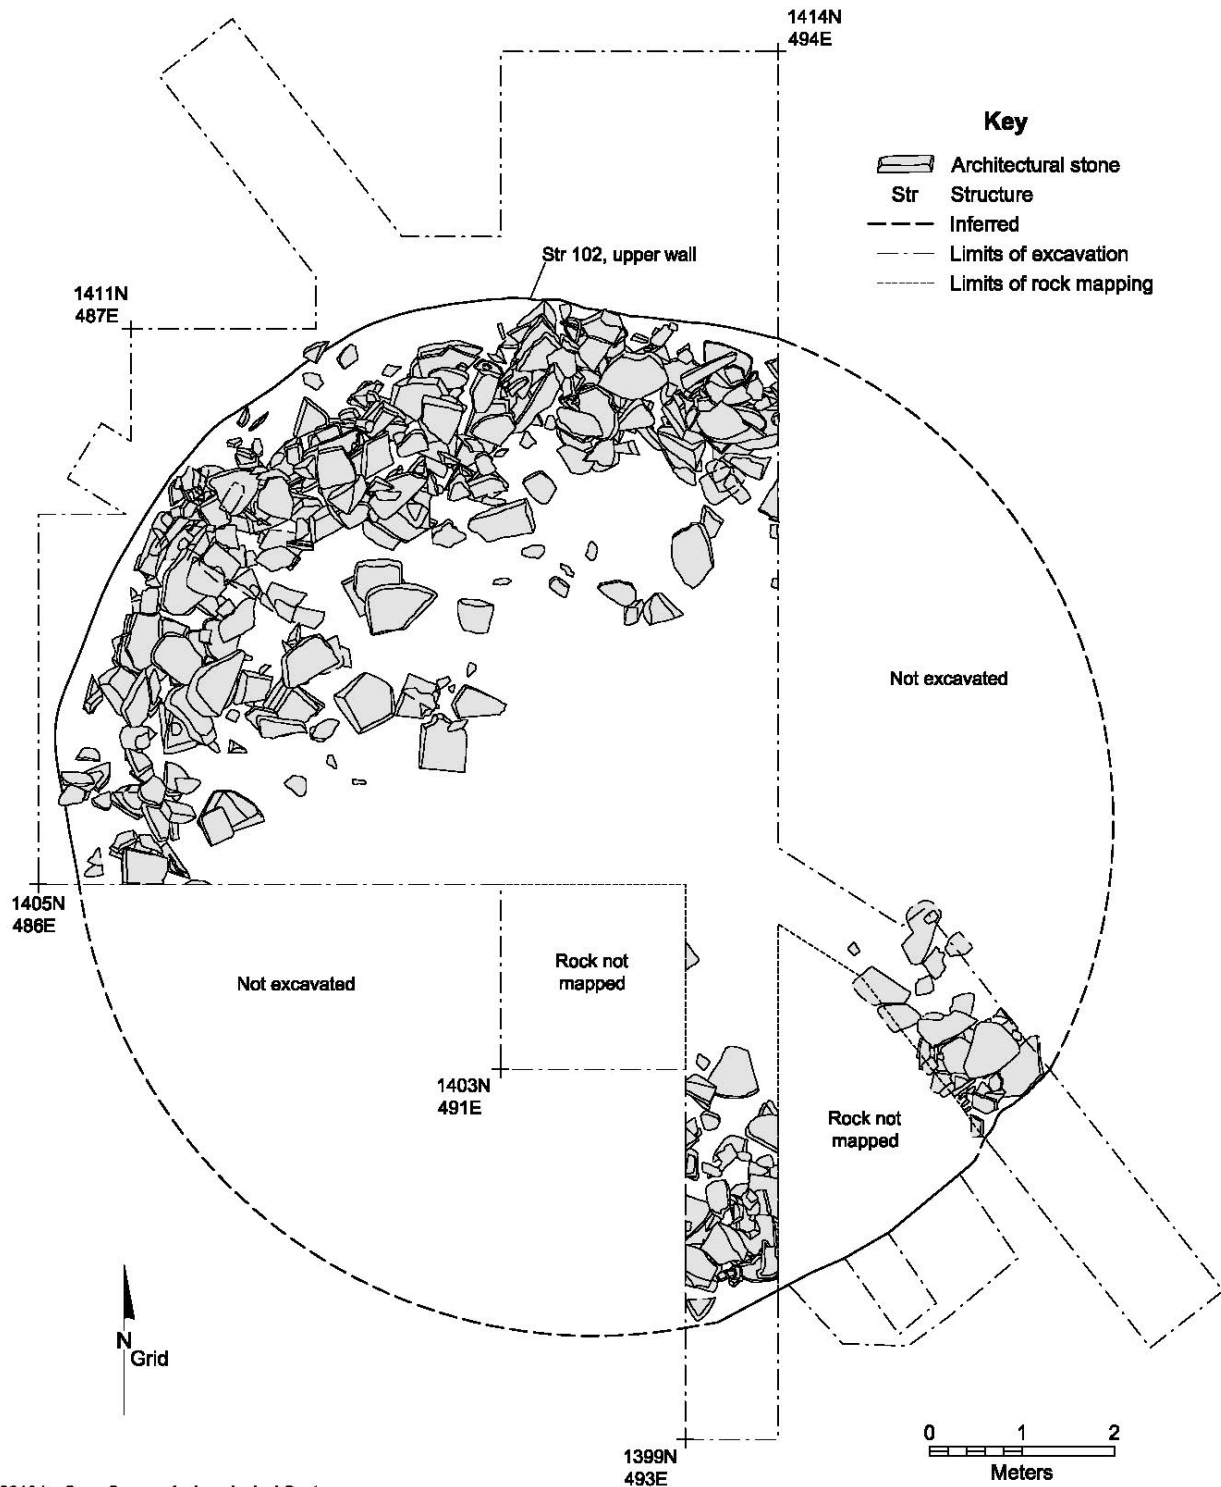 1414N
494E
Key
Architectural stone
Str Structure
Inferred
Limits of excavation
Limits of rock mapping
Str 102, upper wall
1411N
487E
Not excavated
1405N
486E
Not excavated
Rock not
mapped
1403N
491E
Rock not
mapped
N
Grid
1399N
493E
0 1 2
Meters